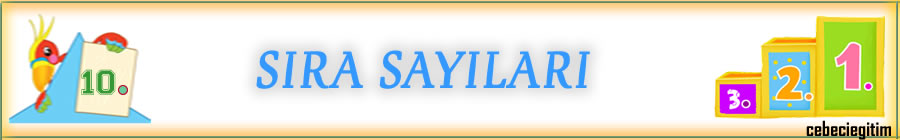 10.
SIRA SAYILARI
3.
2.
1.
cebeciegitim